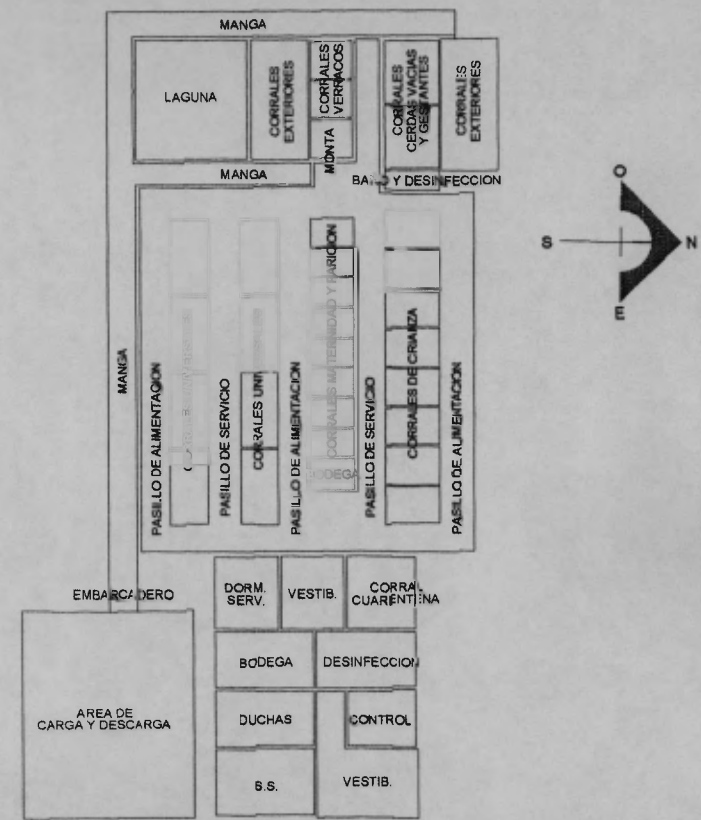 MANGA
LAGUNA
CORRALES
EXTERIORES
CORRALES
VERRACOS
MONTA
CORRALES
CERDAS VACIAS
Y GESTANTES
CORRALES
EXTERIORES
MANGA
Y DESINFECCION
O
S
N
E
MANGA
PASILLO DE ALIMENTACION
PASILLO DE SERVICIO
CORRALES
PASILLO DE ALIMENTACION
CORRALES MATERNIDAD Y PARICION
BODEGA
PASILLO DE SERVICIO
CORRALES DE CRIANZA
PASILLO DE ALIMENTACION
EMBARCADERO
DORM.
SERV.
VESTIB.
CORRAL
CUARENTENA
BODEGA
DESINFECCION
AREA DE
CARGA Y DESCARGA
DUCHAS
CONTROL
S.S.
VESTIB.